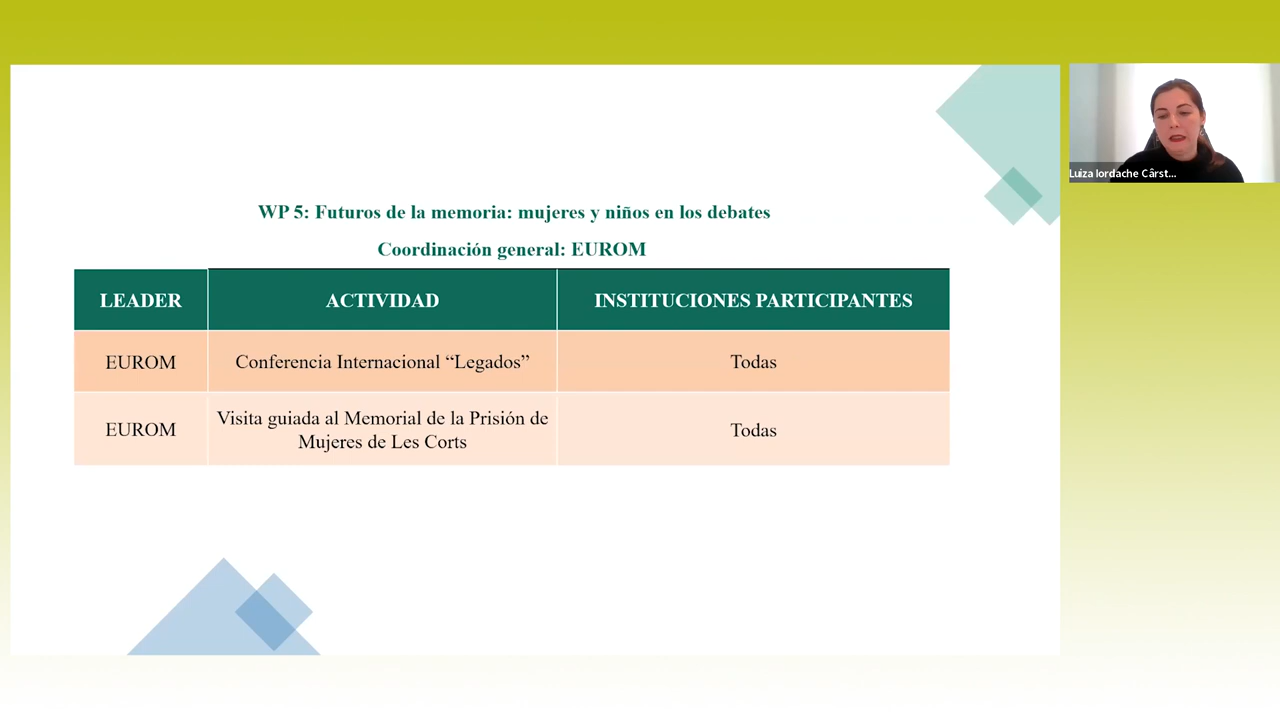 WP 5: Futuros de la memoria: mujeres y niños en los debates
Coordinación general: EUROM
LEADER
ACTIVIDAD
INSTITUCIONES PARTICIPANTES
EUROM
Conferencia Internacional “Legados”
Todas
EUROM
Visita guiada al Memorial de la Prisión de
Mujeres de Les Corts
Todas
Luiza Iordache Cârst...